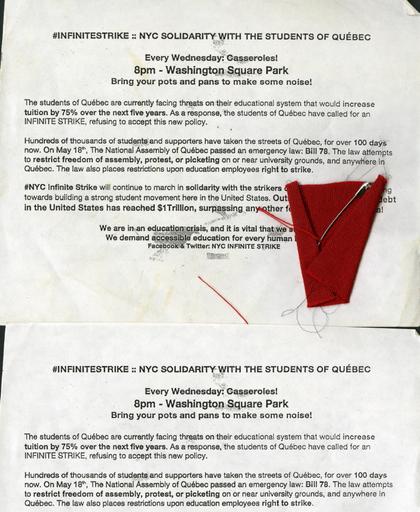 #INFINITESTRIKE :: NYC SOLIDARITY WITH THE STUDENTS OF QUÉBEC
Every Wednesday: Casseroles!
8pm - Washington Square Park
Bring your pots and pans to make some noise!
The students of Québec are currently facing threats on their educational system that would increase
tuition by 75% over the next five years. As a response, the students of Québec have called for an
INFINITE STRIKE, refusing to accept this new policy.
Hundreds of thousands of students and supporters have taken the streets of Québec, for over 100 days
now. On May 18th, The National Assembly of Québec passed an emergency law: Bill 78. The law attempts
to restrict freedom of assembly, protest, or picketing on or near university grounds, and anywhere in
Québec. The law also places restrictions upon education employees right to strike.
#NYC Infinite Strike will continue to march in solidarity with the strikers
towards building a strong student movement here in the United States. debt
in the United States has reached $1Trillion, surpassing any other
We are in an education crisis, and it is vital that we
We demand accessible education for every human
Facebook & Twitter: NYC INFINITE STRIKE
#INFINITESTRIKE :: NYC SOLIDARITY WITH THE STUDENTS OF QUÉBEC
Every Wednesday: Casseroles!
8pm - Washington Square Park
Bring your pots and pans to make some noise!
The students of Québec are currently facing threats on their educational system that would increase
tuition by 75% over the next five years. As a response, the students of Québec have called for an
INFINITE STRIKE, refusing to accept this new policy.
Hundreds of thousands of students and supporters have taken the streets of Québec, for over 100 days
now. On May 18th, The National Assembly of Québec passed an emergency law: Bill 78. The law attempts
to restrict freedom of assembly, protest, or picketing on or near university grounds, and anywhere in
Québec. The law also places restrictions upon education employees right to strike.